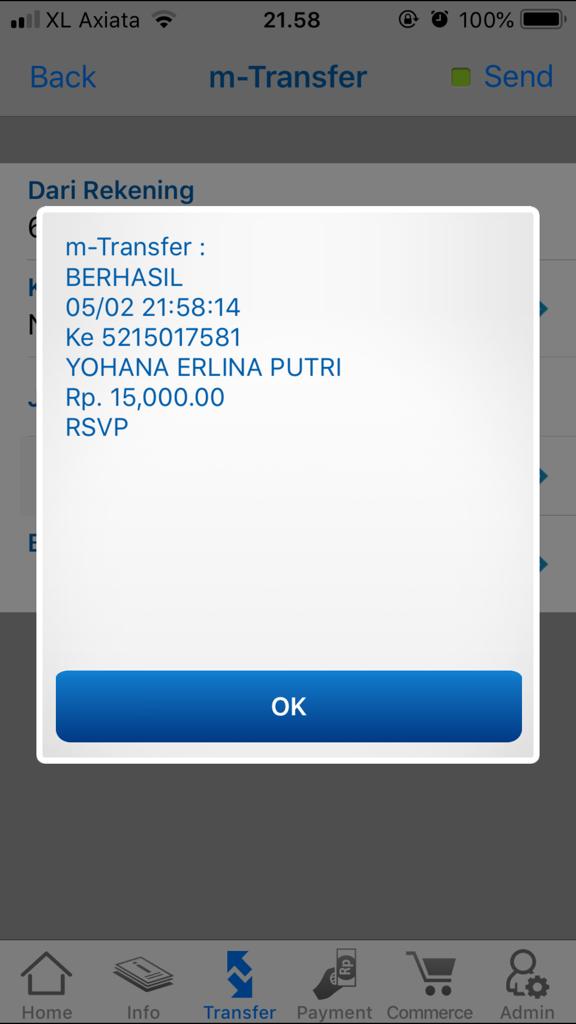 XL Axiata 21.58 100%
Back m-Transfer Send
Dari Rekening
m-Transfer :
BERHASIL
05/02 21:58:14
Ke 5215017581
YOHANA ERLINA PUTRI
Rp. 15,000.00
RSVP
OK
Rp
Home Info Transfer Payment Commerce Admin